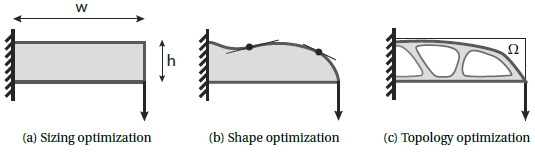 w
h
Ω
(a) Sizing optimization
(b) Shape optimization
(c) Topology optimization